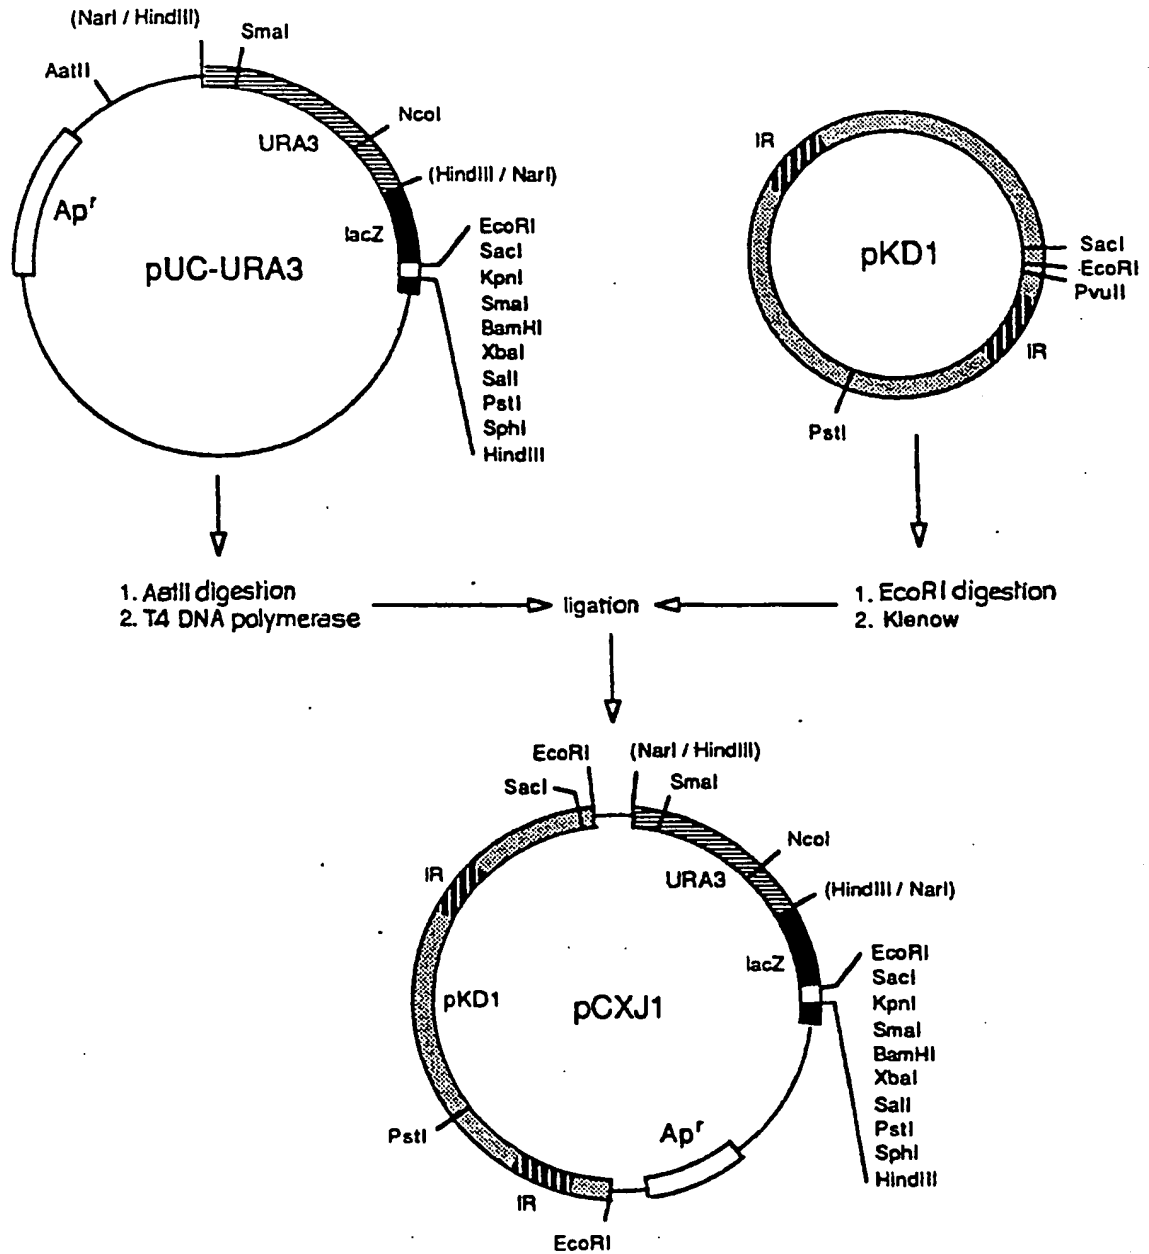 (NarI / HindIII)
SmaI
AatII
NcoI
URA3
(HindIII / NarI)
Apʳ
lacZ
pUC-URA3
EcoRI
SacI
KpnI
SmaI
BamHI
XbaI
SalI
PstI
SphI
HindIII
IR
pKD1
SacI
EcoRI
PvuII
IR
PstI
1. AatII digestion
2. T4 DNA polymerase
ligation
1. EcoRI digestion
2. Klenow
EcoRI
(NarI / HindIII)
SacI
SmaI
NcoI
IR
URA3
(HindIII / NarI)
lacZ
pKD1
pCXJ1
EcoRI
SacI
KpnI
SmaI
BamHI
XbaI
SalI
PstI
SphI
HindIII
PstI
Apʳ
IR
EcoRI